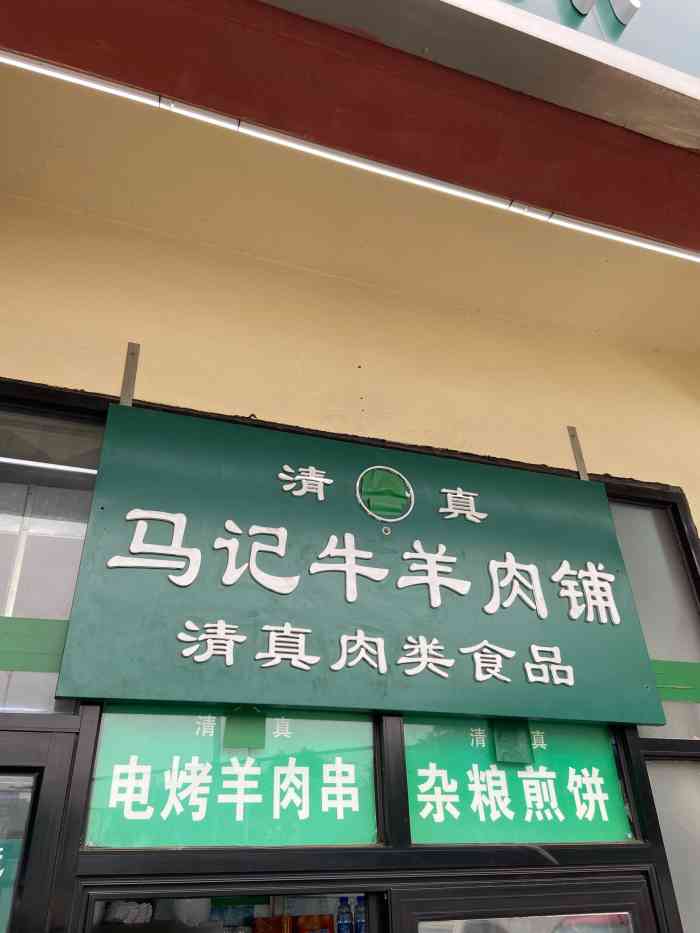 清 真
马记牛羊肉铺
清真肉类食品
清 真
电烤羊肉串
清 真
杂粮煎饼